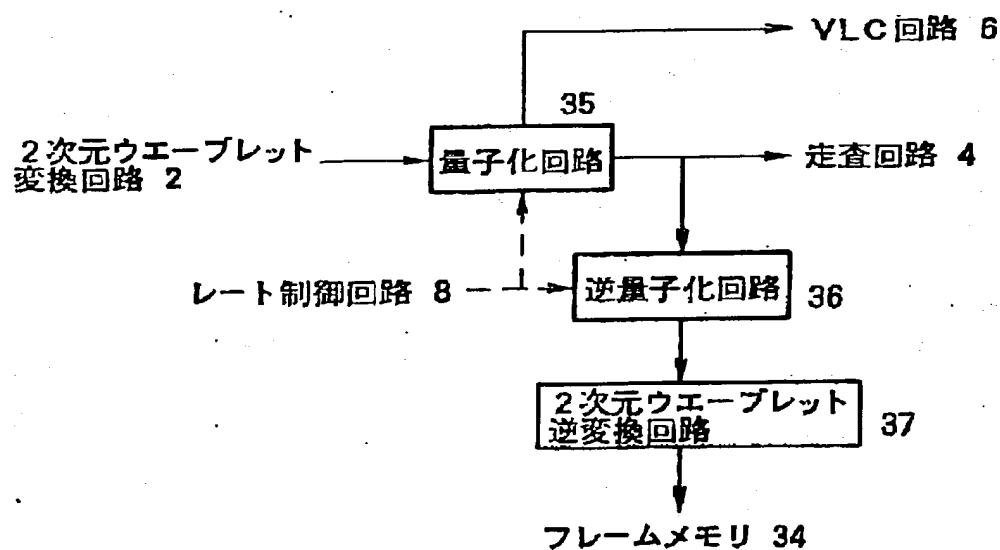 VLC回路 6
35
2次元ウエーブレット
変換回路 2
量子化回路
走査回路 4
レート制御回路 8
逆量子化回路
36
2次元ウエーブレット
逆変換回路
37
フレームメモリ 34